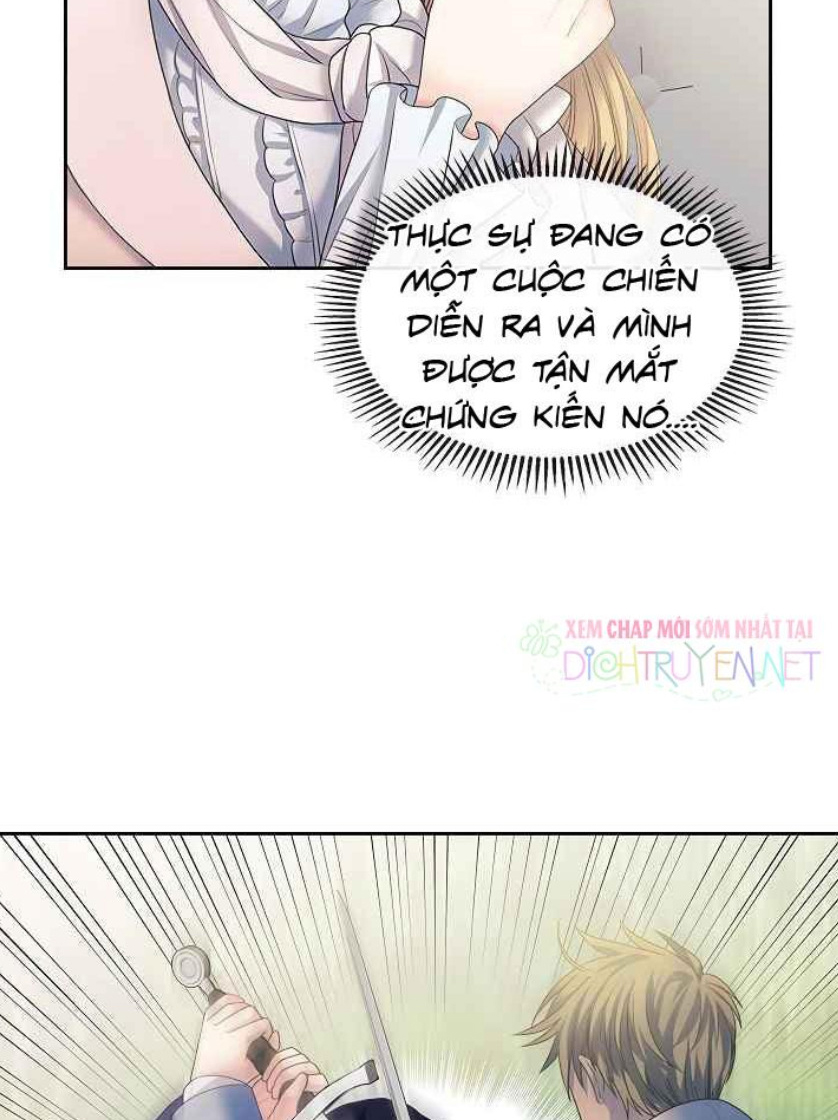 THỰC SỰ ĐANG CÓ
MỘT CUỘC CHIẾN
DIỄN RA VÀ MÌNH
ĐƯỢC TẬN MẮT
CHỨNG KIẾN NÓ....
XEM CHAP MỚI SỚM NHẤT TẠI
DICHTRUYEN.NET